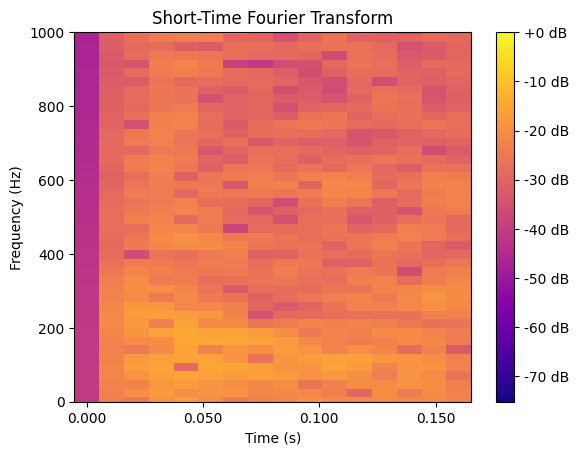 Short-Time Fourier Transform
1000
800
600
400
200
0
Frequency (Hz)
0.000
0.050
0.100
0.150
Time (s)
+0 dB
-10 dB
-20 dB
-30 dB
-40 dB
-50 dB
-60 dB
-70 dB